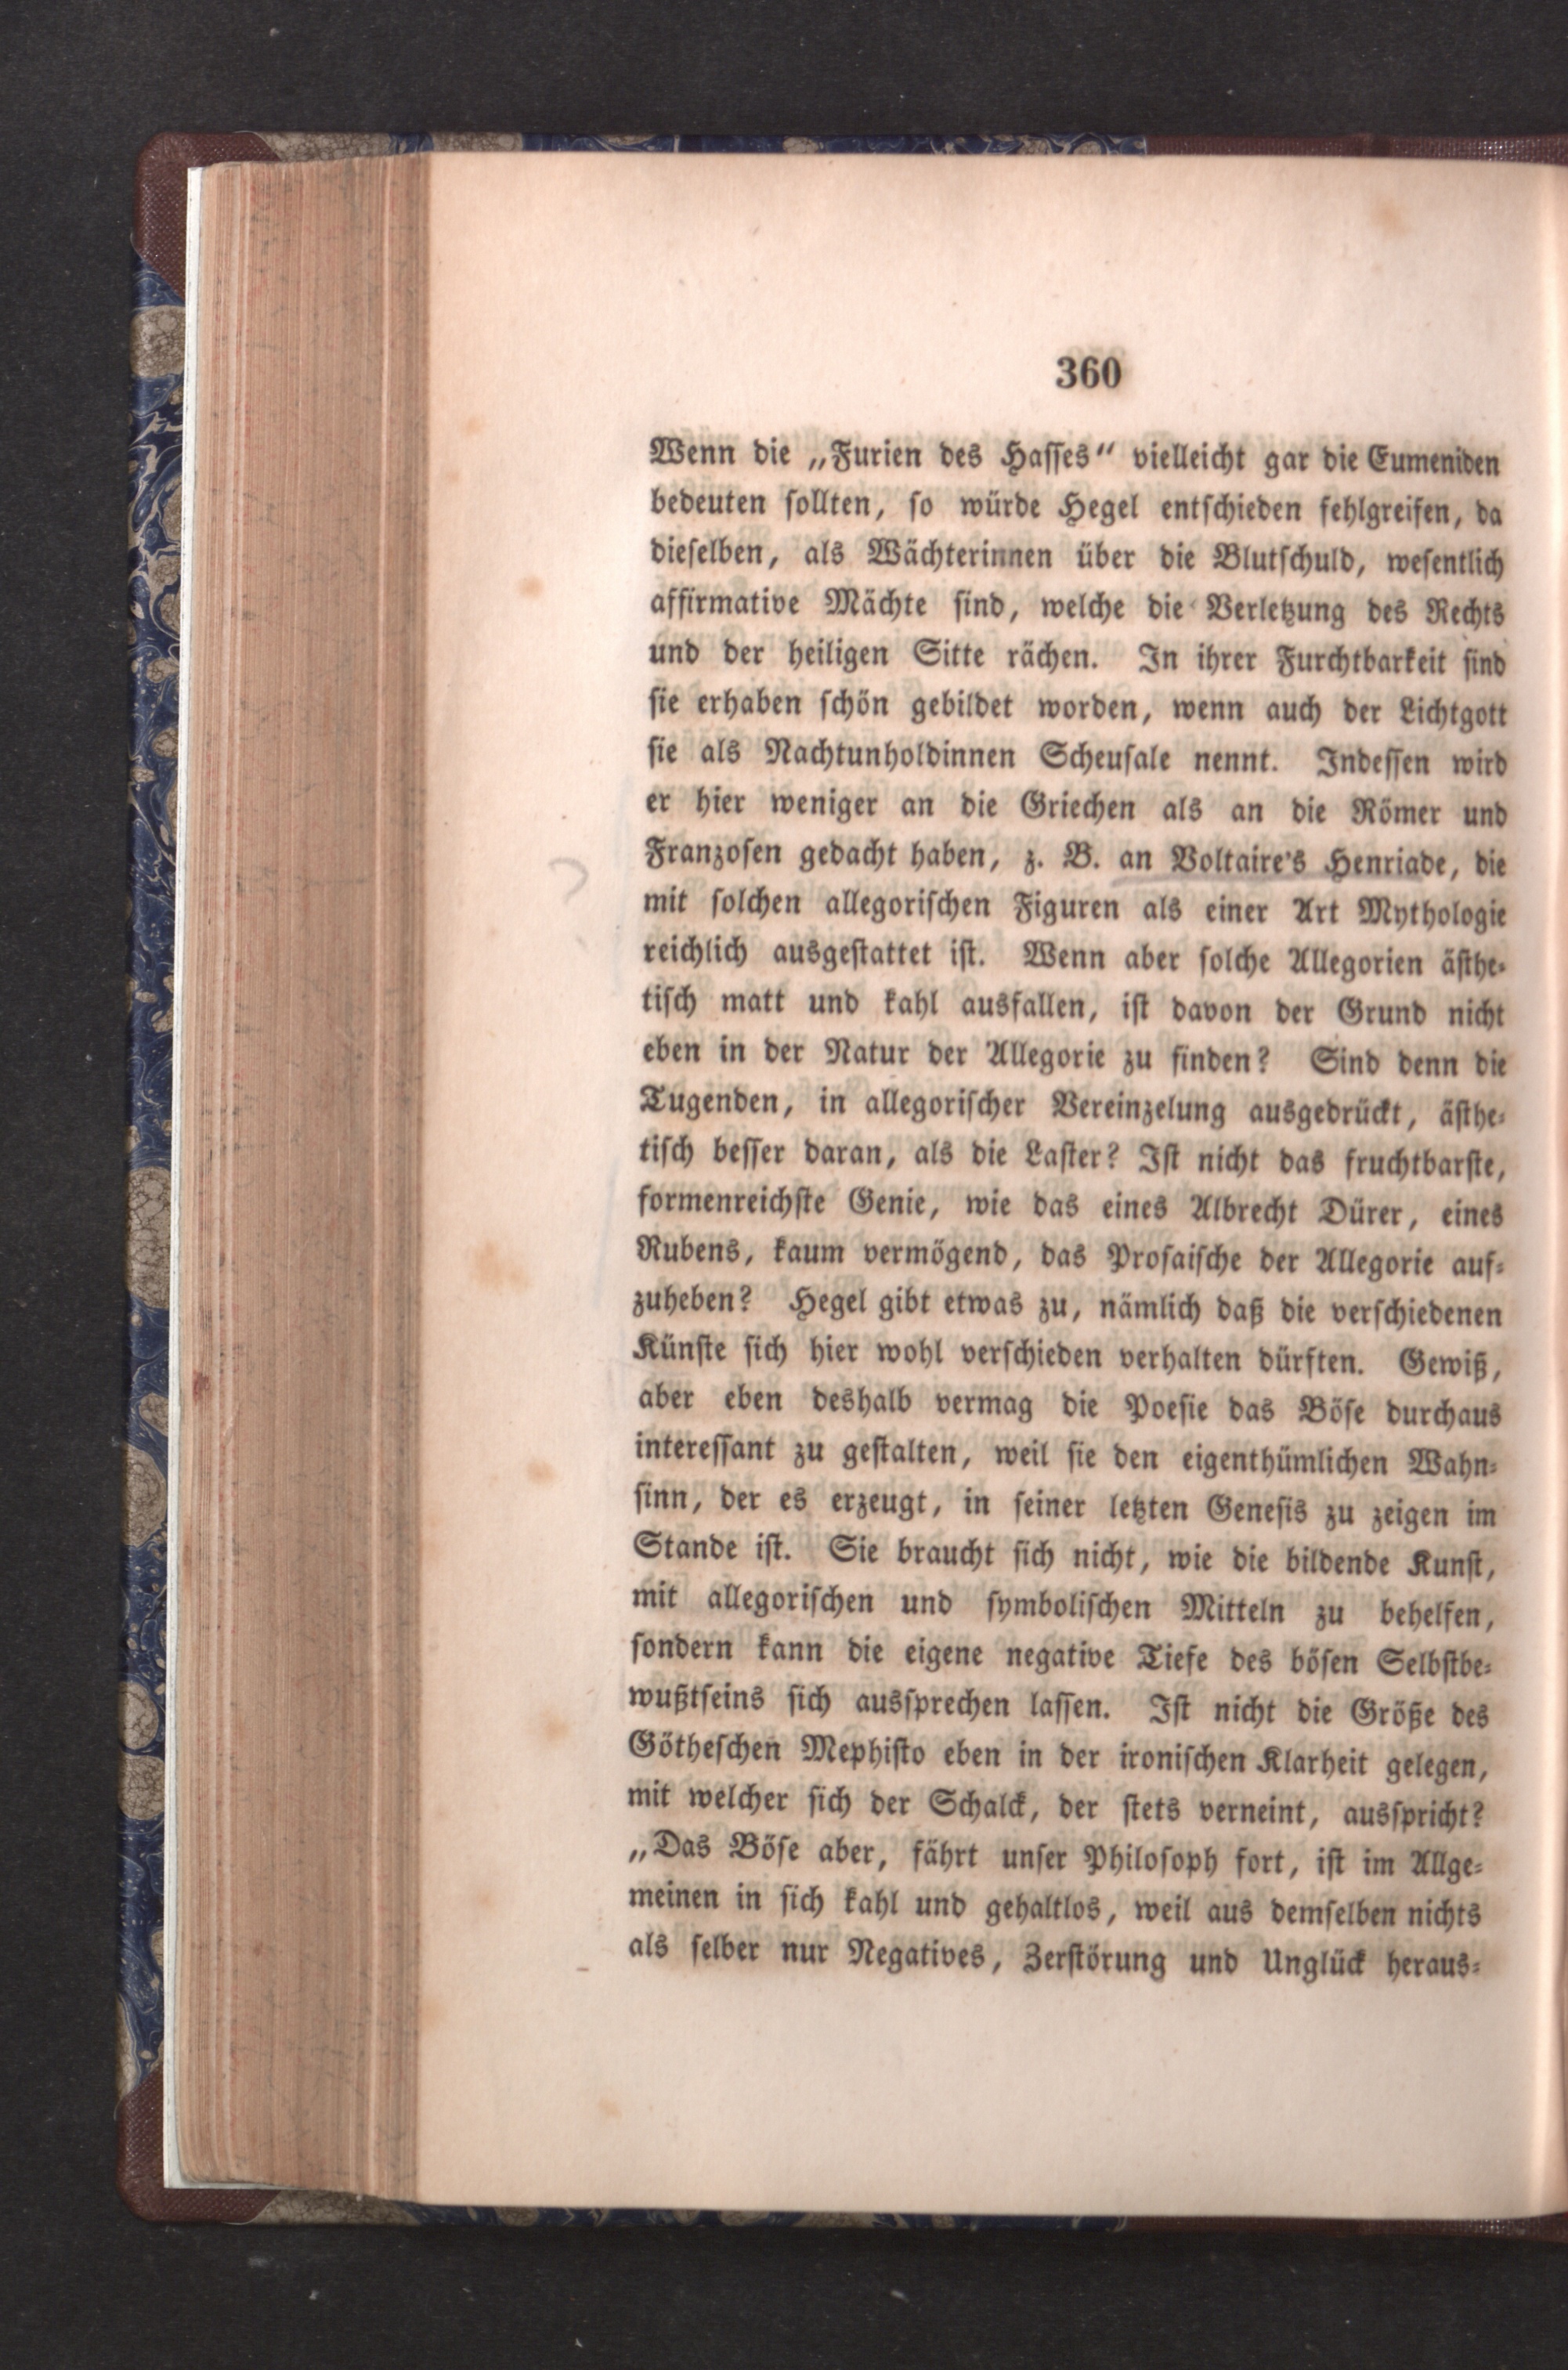 360
Wenn die „Furien des Haſſes“ vielleicht gar die Eumeniden
bedeuten ſollten, ſo würde Hegel entſchieden fehlgreifen, da
dieſelben, als Wächterinnen über die Blutſchuld, weſentlich
affirmative Mächte ſind, welche die Verletzung des Rechts
und der heiligen Sitte rächen. In ihrer Furchtbarkeit ſind
ſie erhaben ſchön gebildet worden, wenn auch der Lichtgott
ſie als Nachtunholdinnen Scheuſale nennt. Indeſſen wird
er hier weniger an die Griechen als an die Römer und
Franzoſen gedacht haben, z. B. an Voltaire's Henriade, die
mit ſolchen allegoriſchen Figuren als einer Art Mythologie
reichlich ausgeſtattet iſt. Wenn aber ſolche Allegorien äſthe⸗
tiſch matt und kahl ausfallen, iſt davon der Grund nicht
eben in der Natur der Allegorie zu finden? Sind denn die
Tugenden, in allegoriſcher Vereinzelung ausgedrückt, äſthe⸗
tiſch beſſer daran, als die Laſter? Iſt nicht das fruchtbarſte,
formenreichſte Genie, wie das eines Albrecht Dürer, eines
Rubens, kaum vermögend, das Proſaiſche der Allegorie auf⸗
zuheben? Hegel gibt etwas zu, nämlich daß die verſchiedenen
Künſte ſich hier wohl verſchieden verhalten dürften. Gewiß,
aber eben deshalb vermag die Poeſie das Böſe durchaus
intereſſant zu geſtalten, weil ſie den eigenthümlichen Wahn⸗
ſinn, der es erzeugt, in ſeiner letzten Geneſis zu zeigen im
Stande iſt. Sie braucht ſich nicht, wie die bildende Kunſt,
mit allegoriſchen und ſymboliſchen Mitteln zu behelfen,
ſondern kann die eigene negative Tiefe des böſen Selbſtbe⸗
wußtſeins ſich ausſprechen laſſen. Iſt nicht die Größe des
Götheſchen Mephiſto eben in der ironiſchen Klarheit gelegen,
mit welcher ſich der Schalck, der ſtets verneint, ausſpricht?
„Das Böſe aber, fährt unſer Philoſoph fort, iſt im Allge⸗
meinen in ſich kahl und gehaltlos, weil aus demſelben nichts
als ſelber nur Negatives, Zerſtörung und Unglück heraus⸗